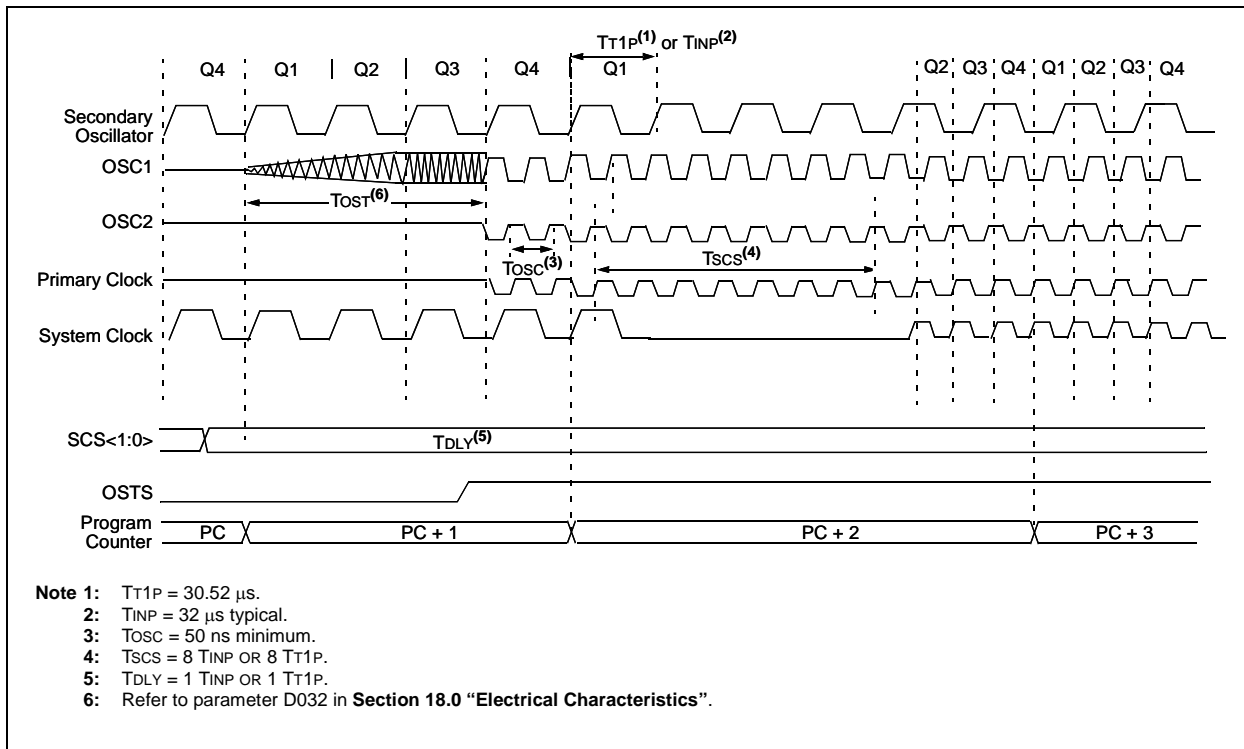 TT1P(1) or TINP(2)
Q4 Q1 Q2 Q3 Q4 Q1 Q2 Q3 Q4 Q1 Q2 Q3 Q4
Secondary
Oscillator
OSC1
TOST(6)
OSC2
TOSC(3)
TSCS(4)
Primary Clock
System Clock
SCS<1:0>
TDLY(5)
OSTS
Program
Counter
PC PC + 1 PC + 2 PC + 3
Note 1: TT1P = 30.52 μs.
2: TINP = 32 μs typical.
3: TOSC = 50 ns minimum.
4: TSCS = 8 TINP OR 8 TT1P.
5: TDLY = 1 TINP OR 1 TT1P.
6: Refer to parameter D032 in Section 18.0 “Electrical Characteristics”.